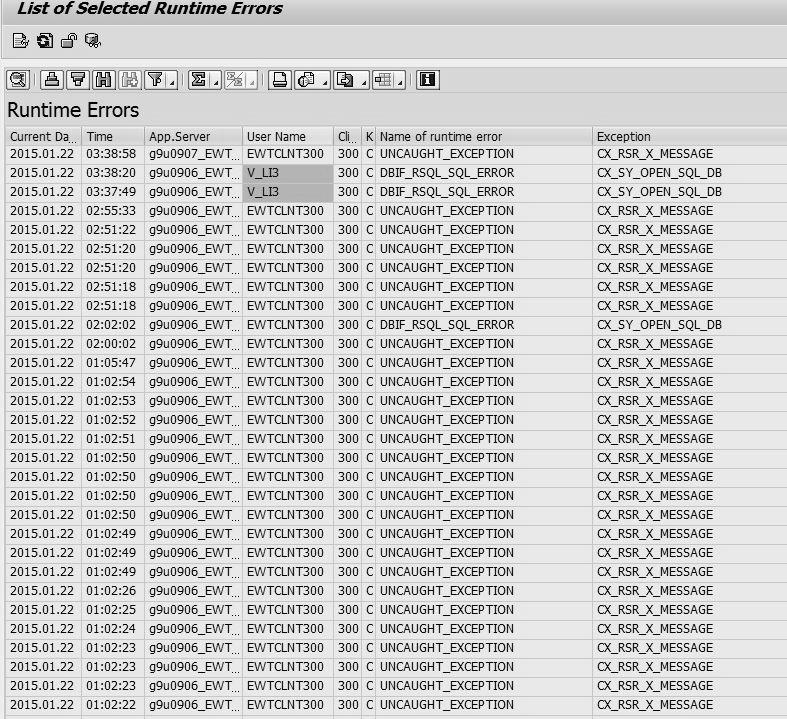 List of Selected Runtime Errors
Runtime Errors
Current Da... Time App.Server User Name Cli... K Name of runtime error Exception
2015.01.22 03:38:58 g9u0907_EWT... EWTCLNT300 300 C UNCAUGHT_EXCEPTION CX_RSR_X_MESSAGE
2015.01.22 03:38:20 g9u0906_EWT... V_LI3 300 C DBIF_RSQL_SQL_ERROR CX_SY_OPEN_SQL_DB
2015.01.22 03:37:49 g9u0906_EWT... V_LI3 300 C DBIF_RSQL_SQL_ERROR CX_SY_OPEN_SQL_DB
2015.01.22 02:55:33 g9u0906_EWT... EWTCLNT300 300 C UNCAUGHT_EXCEPTION CX_RSR_X_MESSAGE
2015.01.22 02:51:22 g9u0906_EWT... EWTCLNT300 300 C UNCAUGHT_EXCEPTION CX_RSR_X_MESSAGE
2015.01.22 02:51:20 g9u0906_EWT... EWTCLNT300 300 C UNCAUGHT_EXCEPTION CX_RSR_X_MESSAGE
2015.01.22 02:51:20 g9u0906_EWT... EWTCLNT300 300 C UNCAUGHT_EXCEPTION CX_RSR_X_MESSAGE
2015.01.22 02:51:18 g9u0906_EWT... EWTCLNT300 300 C UNCAUGHT_EXCEPTION CX_RSR_X_MESSAGE
2015.01.22 02:51:18 g9u0906_EWT... EWTCLNT300 300 C UNCAUGHT_EXCEPTION CX_RSR_X_MESSAGE
2015.01.22 02:02:02 g9u0906_EWT... EWTCLNT300 300 C DBIF_RSQL_SQL_ERROR CX_SY_OPEN_SQL_DB
2015.01.22 02:00:02 g9u0906_EWT... EWTCLNT300 300 C UNCAUGHT_EXCEPTION CX_RSR_X_MESSAGE
2015.01.22 01:05:47 g9u0906_EWT... EWTCLNT300 300 C UNCAUGHT_EXCEPTION CX_RSR_X_MESSAGE
2015.01.22 01:02:54 g9u0906_EWT... EWTCLNT300 300 C UNCAUGHT_EXCEPTION CX_RSR_X_MESSAGE
2015.01.22 01:02:53 g9u0906_EWT... EWTCLNT300 300 C UNCAUGHT_EXCEPTION CX_RSR_X_MESSAGE
2015.01.22 01:02:52 g9u0906_EWT... EWTCLNT300 300 C UNCAUGHT_EXCEPTION CX_RSR_X_MESSAGE
2015.01.22 01:02:51 g9u0906_EWT... EWTCLNT300 300 C UNCAUGHT_EXCEPTION CX_RSR_X_MESSAGE
2015.01.22 01:02:50 g9u0906_EWT... EWTCLNT300 300 C UNCAUGHT_EXCEPTION CX_RSR_X_MESSAGE
2015.01.22 01:02:50 g9u0906_EWT... EWTCLNT300 300 C UNCAUGHT_EXCEPTION CX_RSR_X_MESSAGE
2015.01.22 01:02:50 g9u0906_EWT... EWTCLNT300 300 C UNCAUGHT_EXCEPTION CX_RSR_X_MESSAGE
2015.01.22 01:02:50 g9u0906_EWT... EWTCLNT300 300 C UNCAUGHT_EXCEPTION CX_RSR_X_MESSAGE
2015.01.22 01:02:49 g9u0906_EWT... EWTCLNT300 300 C UNCAUGHT_EXCEPTION CX_RSR_X_MESSAGE
2015.01.22 01:02:49 g9u0906_EWT... EWTCLNT300 300 C UNCAUGHT_EXCEPTION CX_RSR_X_MESSAGE
2015.01.22 01:02:49 g9u0906_EWT... EWTCLNT300 300 C UNCAUGHT_EXCEPTION CX_RSR_X_MESSAGE
2015.01.22 01:02:26 g9u0906_EWT... EWTCLNT300 300 C UNCAUGHT_EXCEPTION CX_RSR_X_MESSAGE
2015.01.22 01:02:25 g9u0906_EWT... EWTCLNT300 300 C UNCAUGHT_EXCEPTION CX_RSR_X_MESSAGE
2015.01.22 01:02:24 g9u0906_EWT... EWTCLNT300 300 C UNCAUGHT_EXCEPTION CX_RSR_X_MESSAGE
2015.01.22 01:02:23 g9u0906_EWT... EWTCLNT300 300 C UNCAUGHT_EXCEPTION CX_RSR_X_MESSAGE
2015.01.22 01:02:23 g9u0906_EWT... EWTCLNT300 300 C UNCAUGHT_EXCEPTION CX_RSR_X_MESSAGE
2015.01.22 01:02:23 g9u0906_EWT... EWTCLNT300 300 C UNCAUGHT_EXCEPTION CX_RSR_X_MESSAGE
2015.01.22 01:02:22 g9u0906_EWT... EWTCLNT300 300 C UNCAUGHT_EXCEPTION CX_RSR_X_MESSAGE